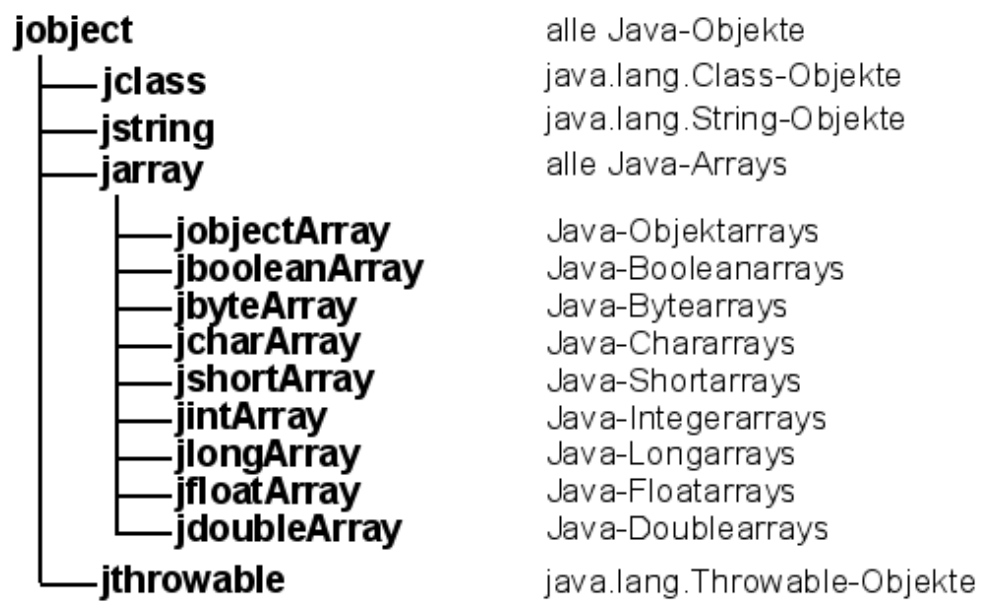 jobject alle Java-Objekte
jclass java.lang.Class-Objekte
jstring java.lang.String-Objekte
jarray alle Java-Arrays
jobjectArray Java-Objektarrays
jbooleanArray Java-Booleanarrays
jbyteArray Java-Bytearrays
jcharArray Java-Chararrays
jshortArray Java-Shortarrays
jintArray Java-Integerarrays
jlongArray Java-Longarrays
jfloatArray Java-Floatarrays
jdoubleArray Java-Doublearrays
jthrowable java.lang.Throwable-Objekte